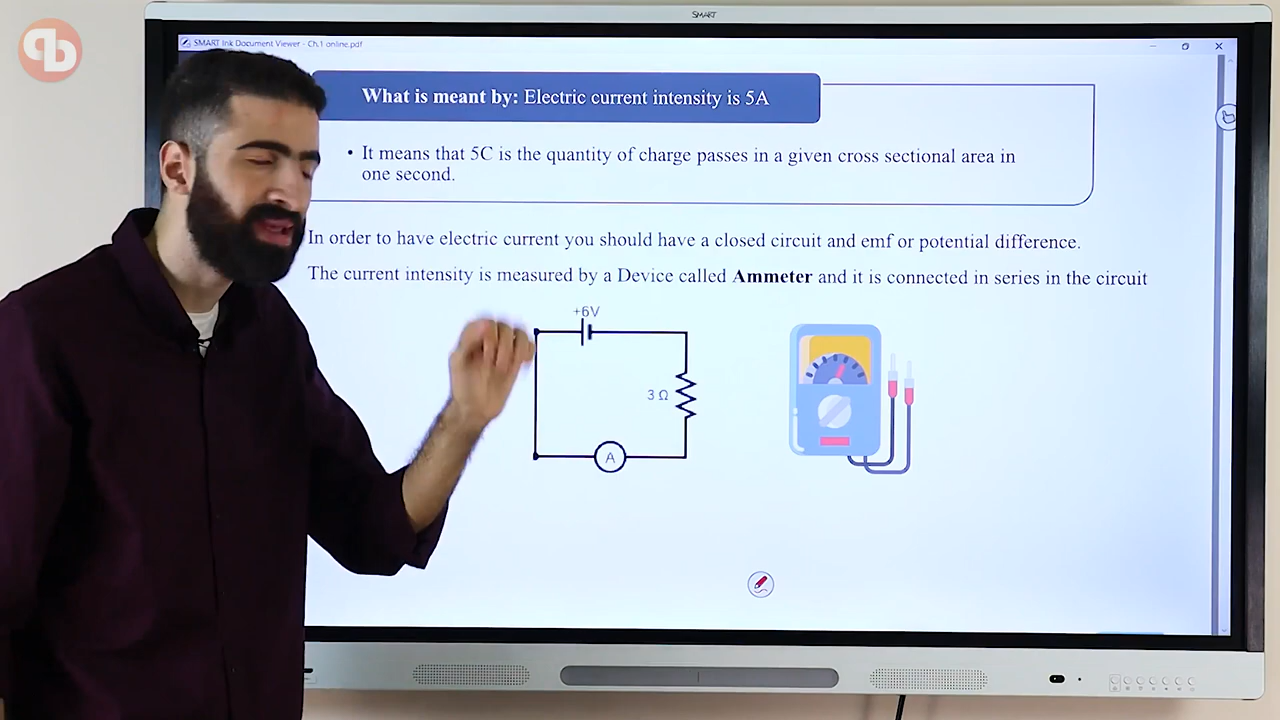 SMART
qb
SMART Ink Document Viewer - Ch.1 online.pdf
What is meant by: Electric current intensity is 5A
• It means that 5C is the quantity of charge passes in a given cross sectional area in
one second.
In order to have electric current you should have a closed circuit and emf or potential difference.
The current intensity is measured by a Device called Ammeter and it is connected in series in the circuit
+6V
3 Ω
A